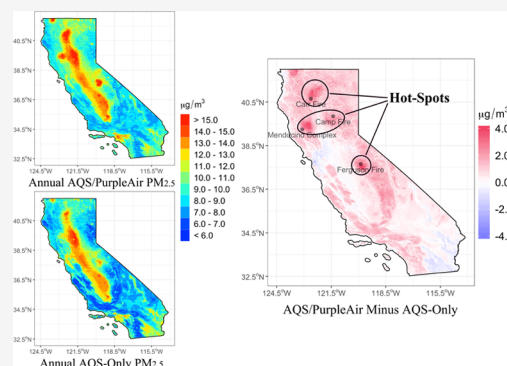 40.5°N
38.5°N
36.5°N
34.5°N
32.5°N
124.5°W 121.5°W 118.5°W 115.5°W
Annual AQS/PurpleAir PM2.5
40.5°N
38.5°N
36.5°N
34.5°N
32.5°N
124.5°W 121.5°W 118.5°W 115.5°W
Annual AQS-Only PM2.5
µg/m3
> 15.0
14.0 - 15.0
13.0 - 14.0
12.0 - 13.0
11.0 - 12.0
10.0 - 11.0
9.0 - 10.0
8.0 - 9.0
7.0 - 8.0
6.0 - 7.0
< 6.0
40.5°N
38.5°N
36.5°N
34.5°N
32.5°N
124.5°W 121.5°W 118.5°W 115.5°W
Hot-Spots
Carr Fire
Camp Fire
Mendocino Complex
Ferguson Fire
AQS/PurpleAir Minus AQS-Only
µg/m3
4.0
2.0
0.0
-2.
-4.